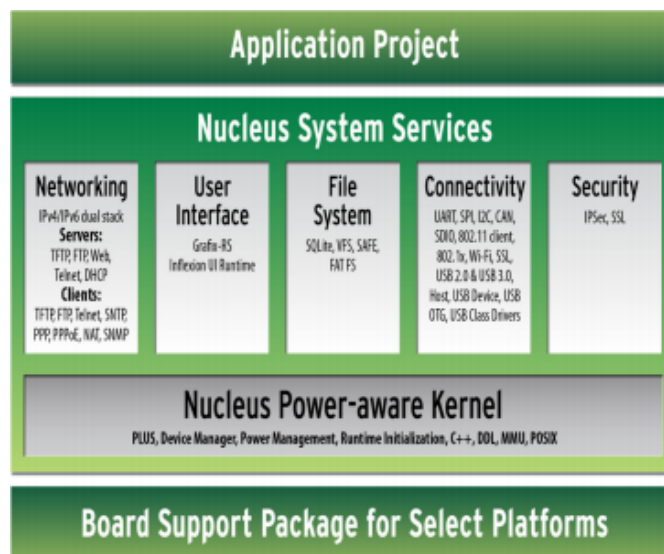 Application Project
Nucleus System Services
Networking
IPv4/IPv6 dual stack
Servers:
TFTP, FTP, Web,
Telnet, DHCP
Clients:
TFTP, FTP, Telnet, SNTP,
PPP, PPPoE, NAT, SNMP
User
Interface
Grafix-RS
Inflexion UI Runtime
File
System
SQLite, VFS, SAFE,
FAT FS
Connectivity
UART, SPI, I2C, CAN,
SDIO, 802.11 client,
802.1x, Wi-Fi, SSL,
USB 2.0 & USB 3.0,
Host, USB Device, USB
OTG, USB Class Drivers
Security
IPSec, SSL
Nucleus Power-aware Kernel
PLUS, Device Manager, Power Management, Runtime Initialization, C++, DDL, MMU, POSIX
Board Support Package for Select Platforms